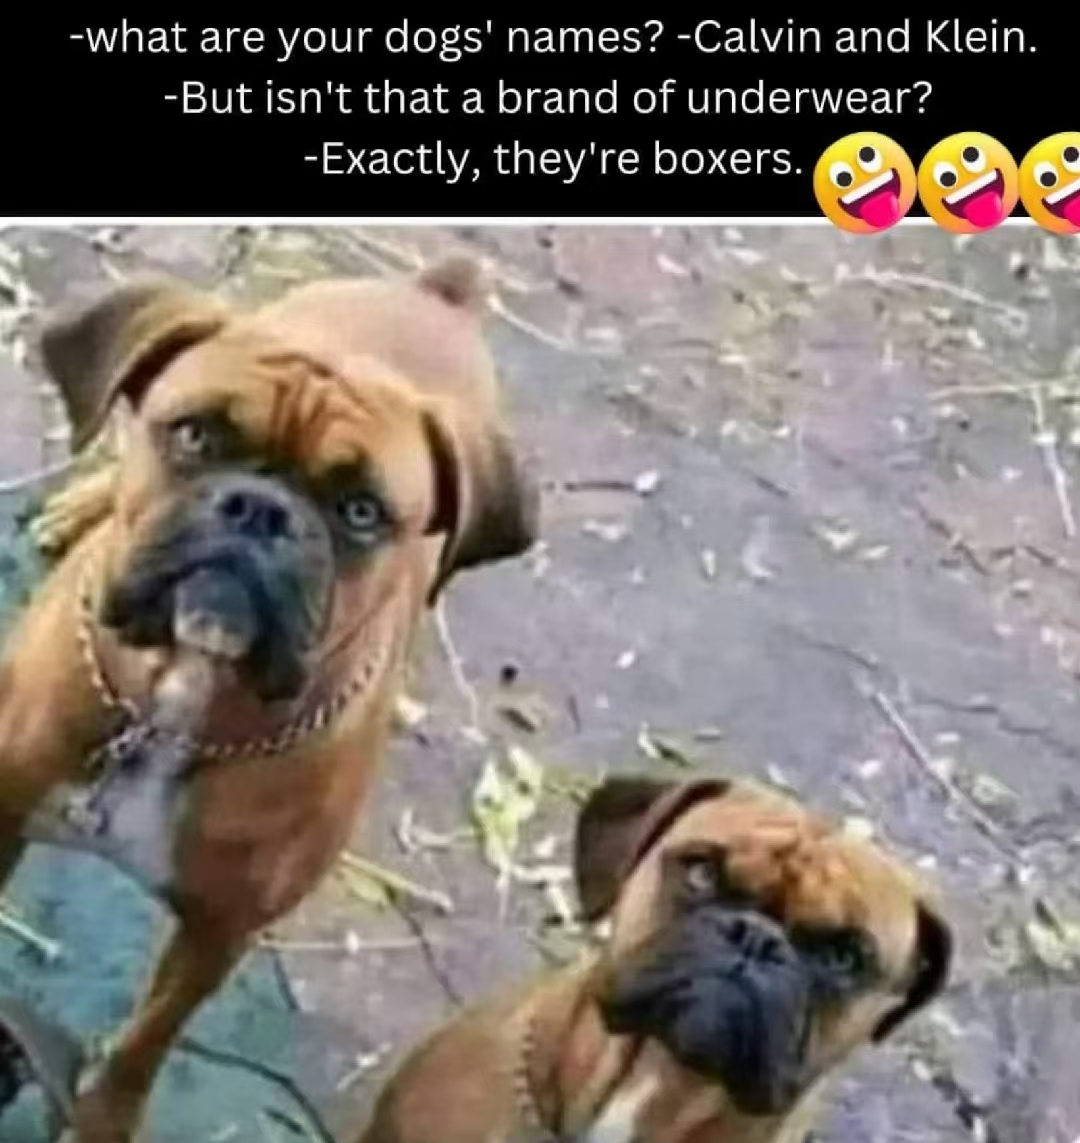 -what are your dogs' names? -Calvin and Klein.
-But isn't that a brand of underwear?
-Exactly, they're boxers. 🤪🤪🤪